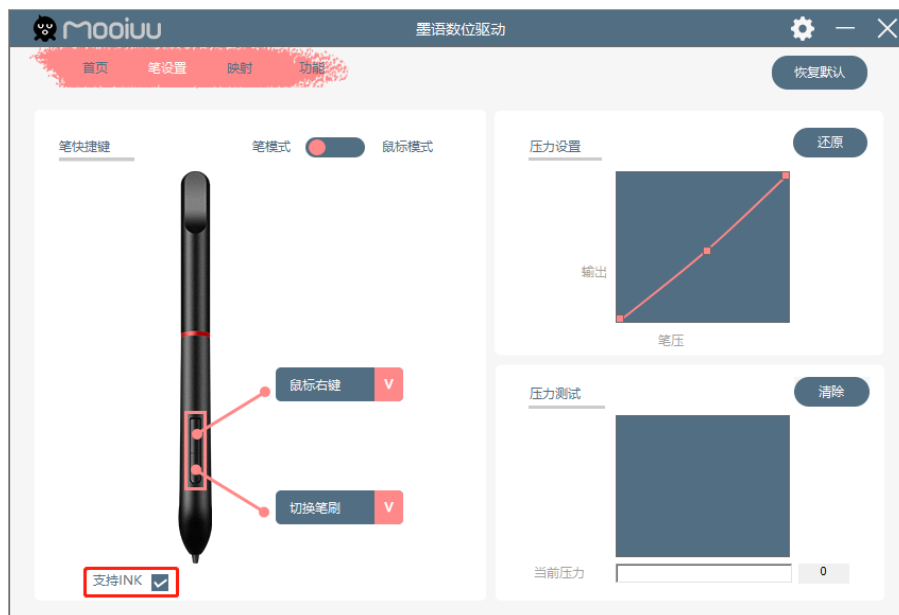 Mooiuu
墨语数位驱动
首页 笔设置 映射 功能
恢复默认
笔快捷键
笔模式 鼠标模式
鼠标右键 V
切换笔刷 V
支持INK
压力设置
还原
输出
笔压
压力测试
清除
当前压力
0